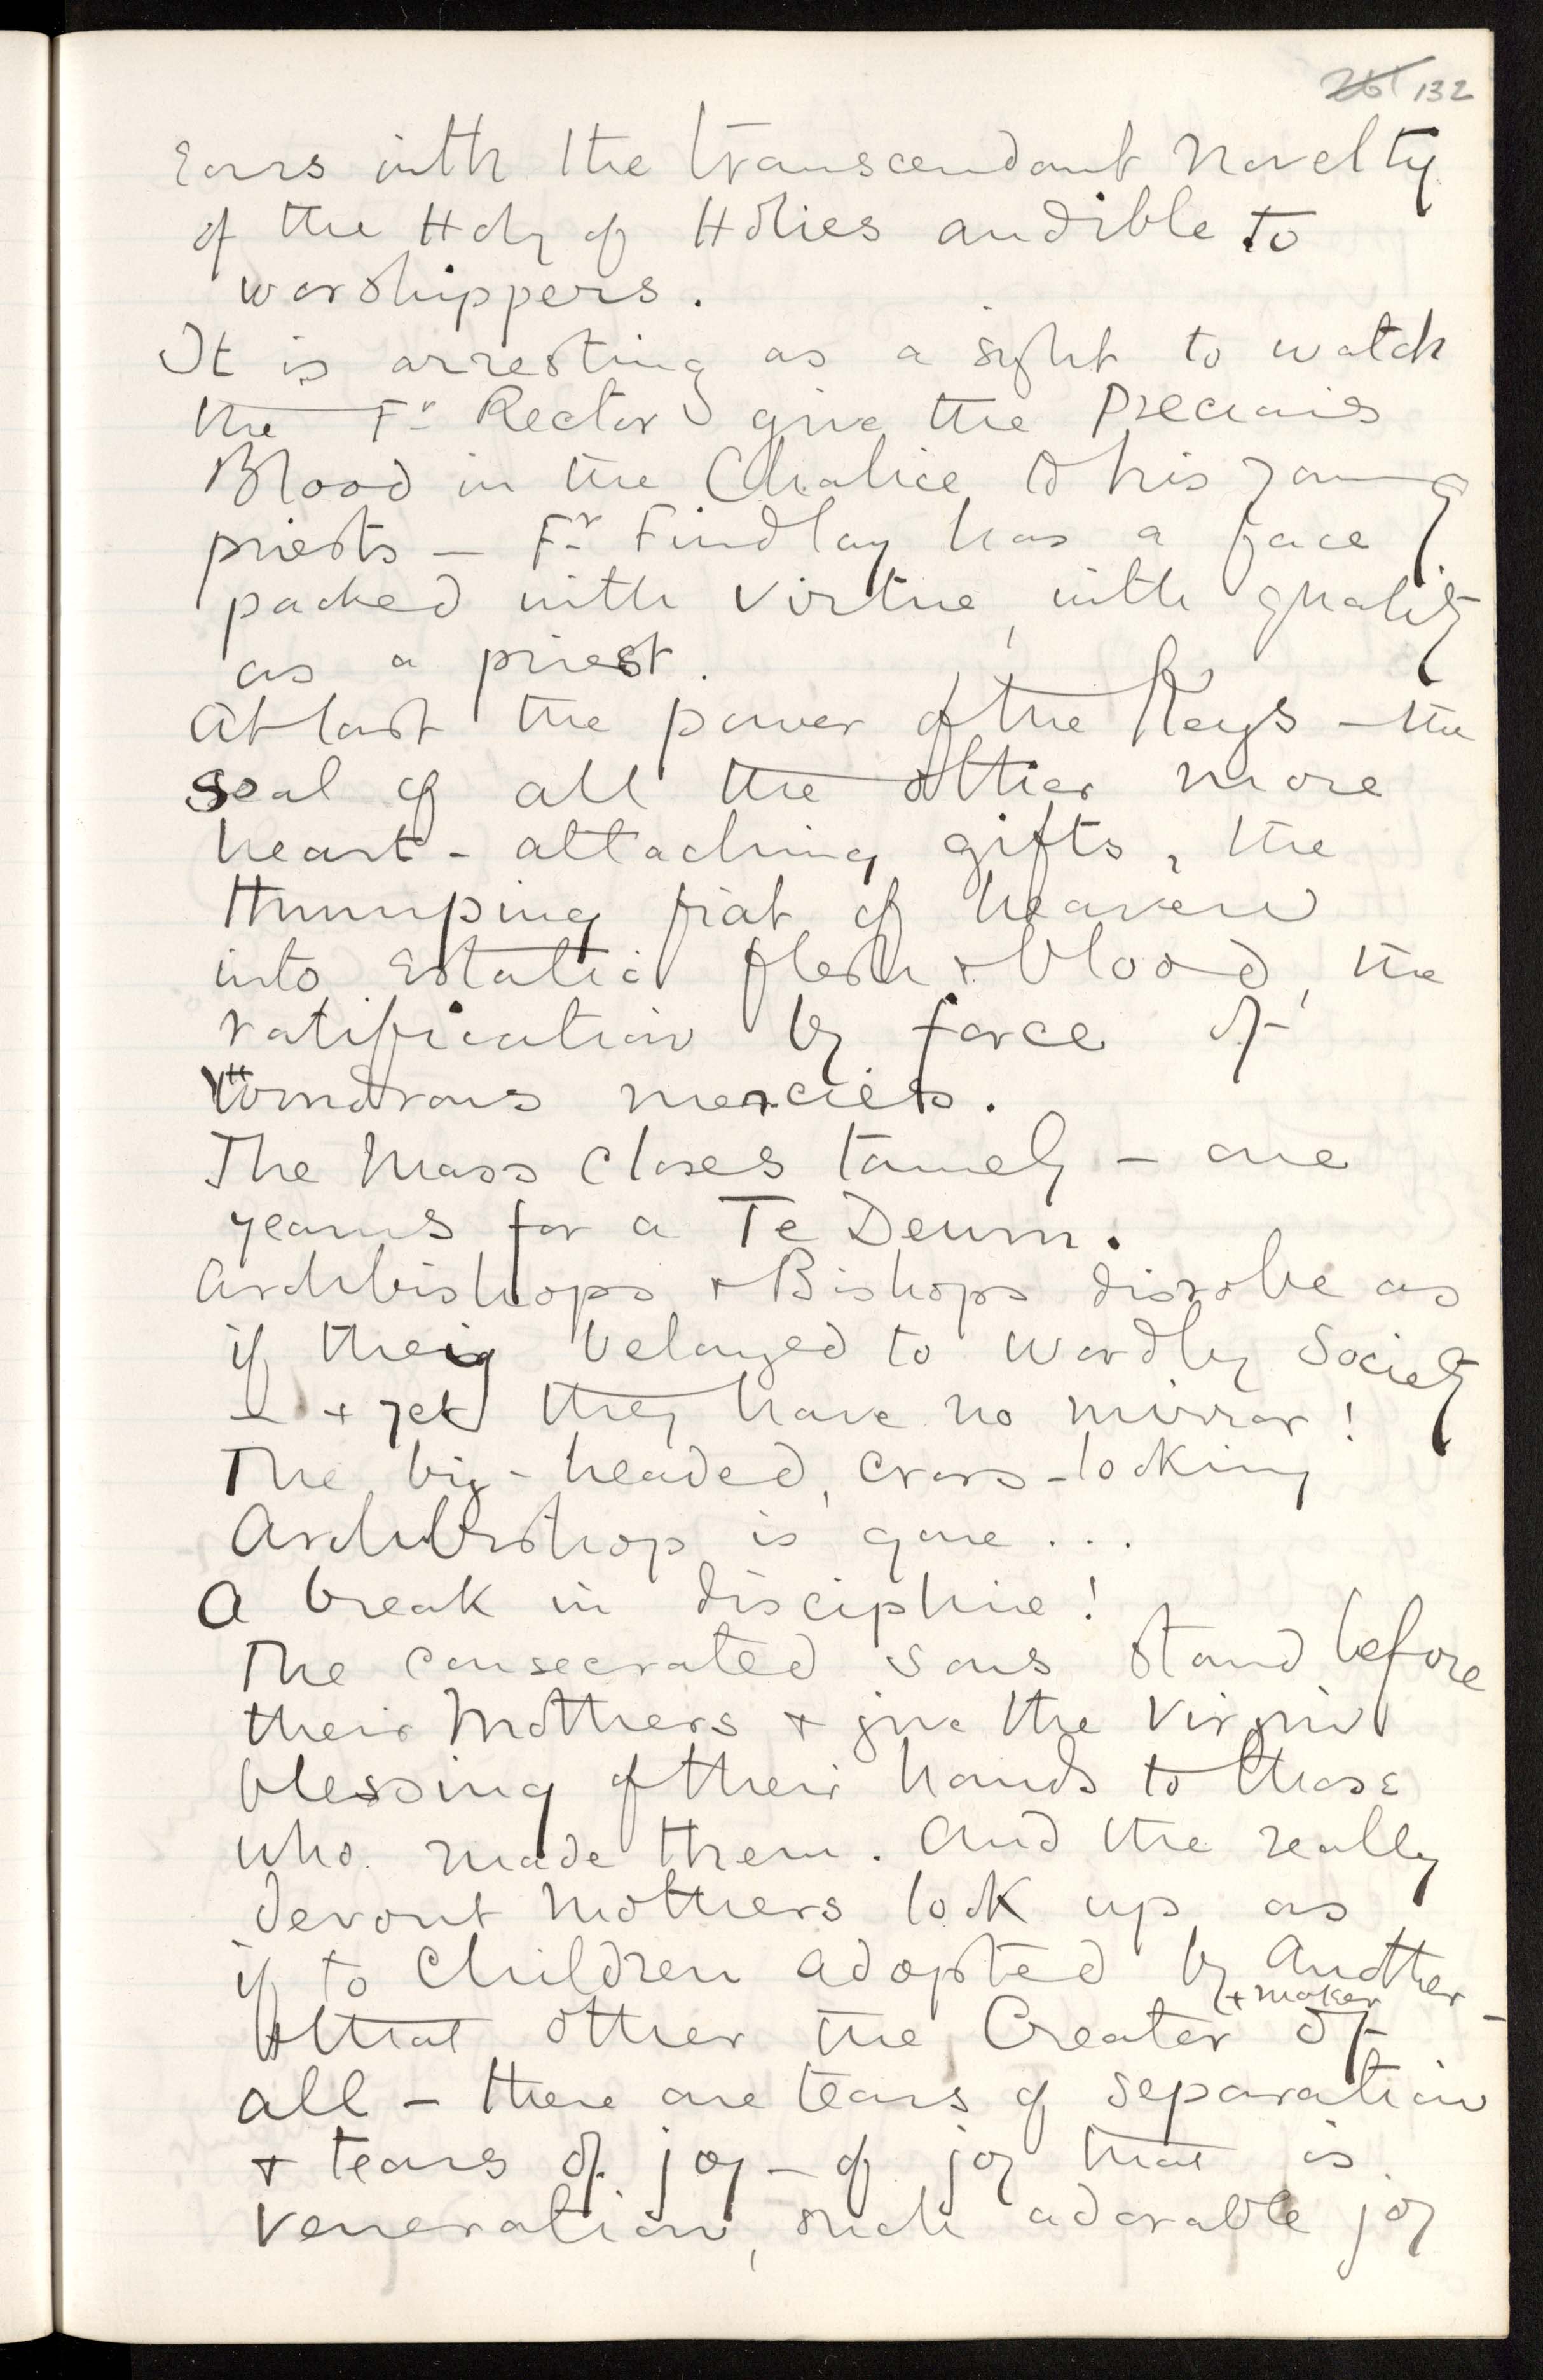 132
Ears with the transcendant novelty
of the Holy of Holies audible to
worshippers.
It is arresting as a sight to watch
the Fr Rector give the Precious
Blood in the Chalice to his young
priests — Fr Findlay has a face
packed with virtue, with quality
as a priest.
At last the power of the Keys — the
seal of all the other more
heart-attaching gifts, the
fiat of heaven
into flesh + blood, the
ratification by force of
wondrous mercies.
The Mass closes tamely — one
yearns for a Te Deum.
Archbishops + Bishops disrobe as
if they belonged to wordly Society
— + yet they have no mirror!
The big-headed, cross-looking
Archbishop is gone ...
A break in discipline!
The consecrated sons stand before
their Mothers + give the Virgin
blessing of their hands to those
who made them. And the really
devout Mothers look up as
if to Children adopted by Another —
that other the Creator + maker of
all — there are tears of separation
+ tears of joy — of joy that is
veneration, such adorable joy